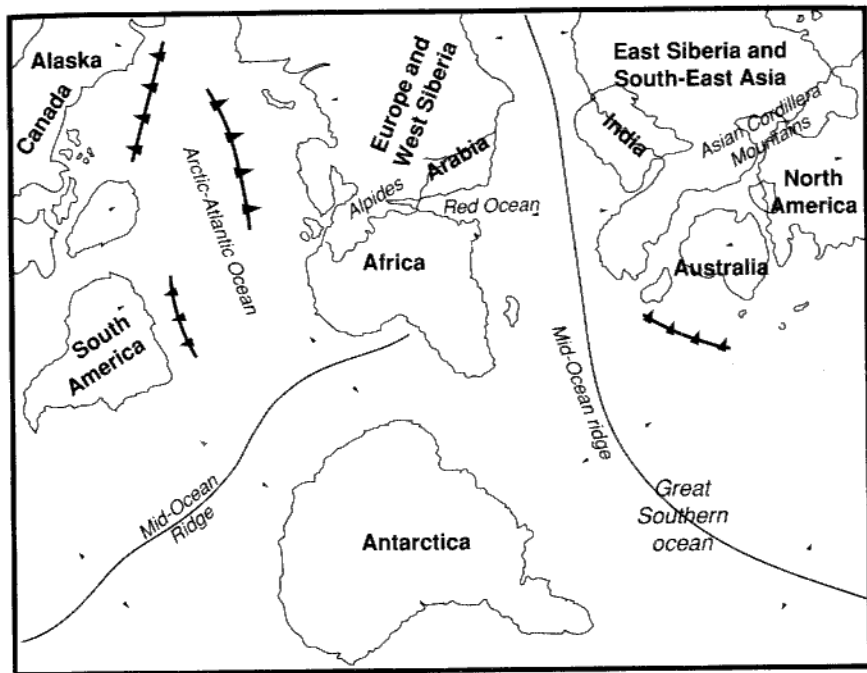 Alaska
Canada
Arctic-Atlantic Ocean
South
America
Mid-Ocean
Ridge
Europe and
West Siberia
Arabia
Alpides
Red Ocean
Africa
Antarctica
East Siberia and
South-East Asia
India
Asian Cordillera
Mountains
North
America
Australia
Mid-Ocean ridge
Great
Southern
ocean